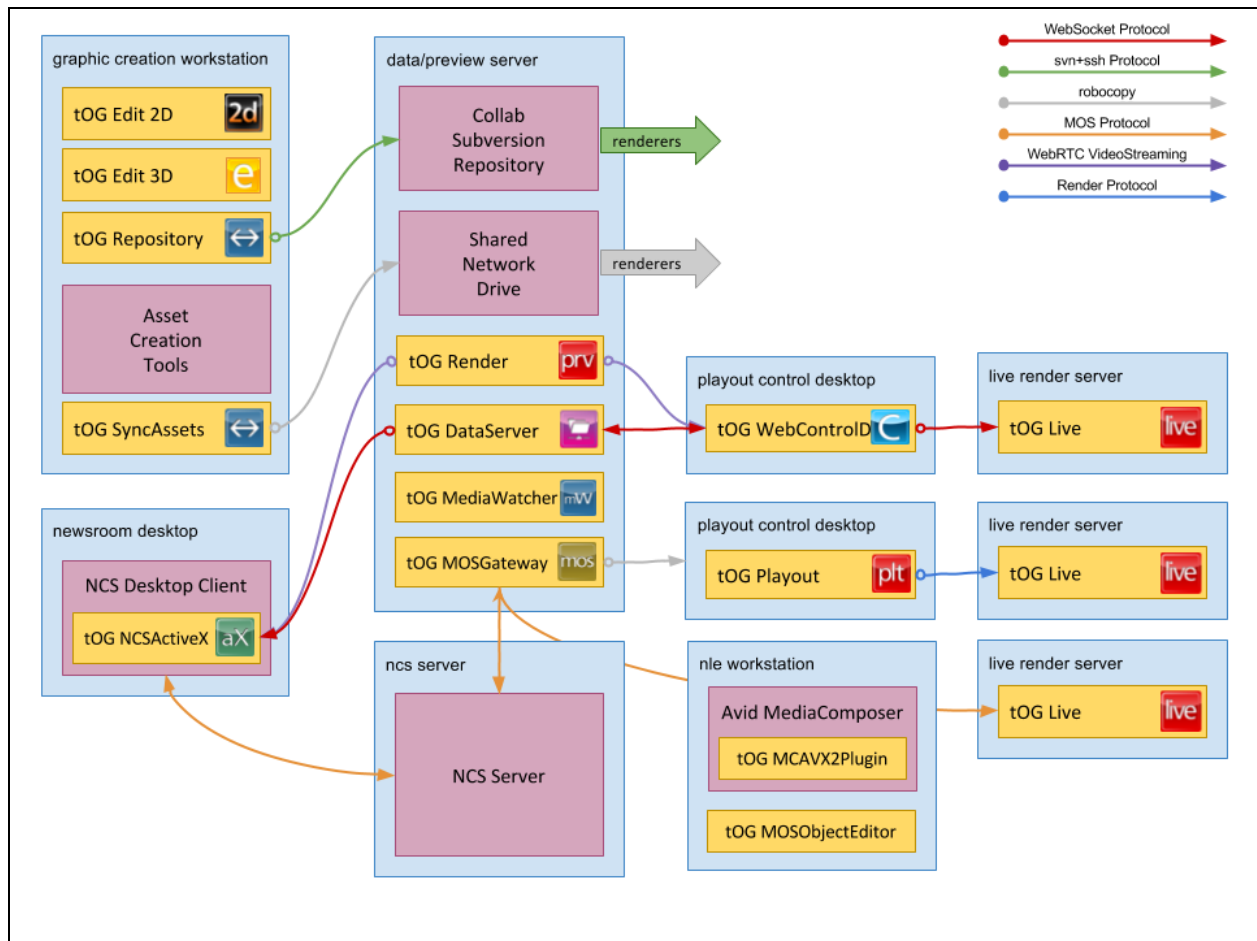 graphic creation workstation
tOG Edit 2D
2d
tOG Edit 3D
e
tOG Repository
Asset
Creation
Tools
tOG SyncAssets
data/preview server
Collab
Subversion
Repository
renderers
Shared
Network
Drive
renderers
tOG Render
prv
tOG DataServer
tOG MediaWatcher
mW
tOG MOSGateway
mos
WebSocket Protocol
svn+ssh Protocol
robocopy
MOS Protocol
WebRTC VideoStreaming
Render Protocol
playout control desktop
tOG WebControlD
C
live render server
tOG Live
live
playout control desktop
tOG Playout
plt
live render server
tOG Live
live
newsroom desktop
NCS Desktop Client
tOG NCSActiveX
aX
ncs server
NCS Server
nle workstation
Avid MediaComposer
tOG MCAVX2Plugin
tOG MOSObjectEditor
live render server
tOG Live
live